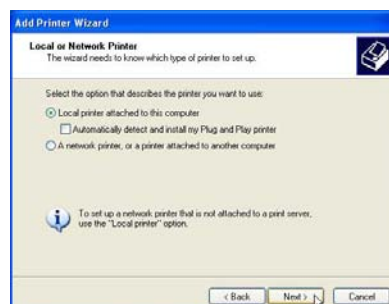 Add Printer Wizard
Local or Network Printer
The wizard needs to know which type of printer to set up.
Select the option that describes the printer you want to use:
Local printer attached to this computer
Automatically detect and install my Plug and Play printer
A network printer, or a printer attached to another computer
To set up a network printer that is not attached to a print server,
use the "Local printer" option.
< Back Next > Cancel